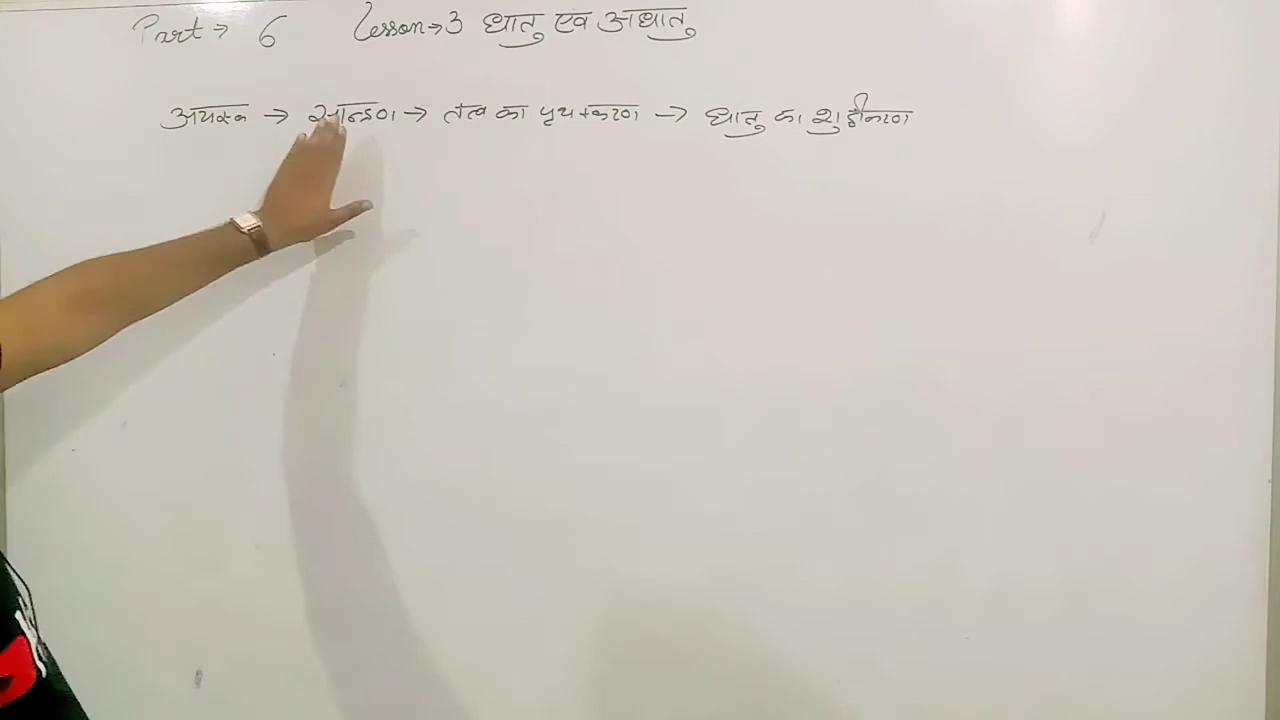 Part → 6 Lesson → 3 धातु एवं अधातु
अयस्क → सान्द्रण → तत्व का पृथक्करण → धातु का शुद्धीकरण